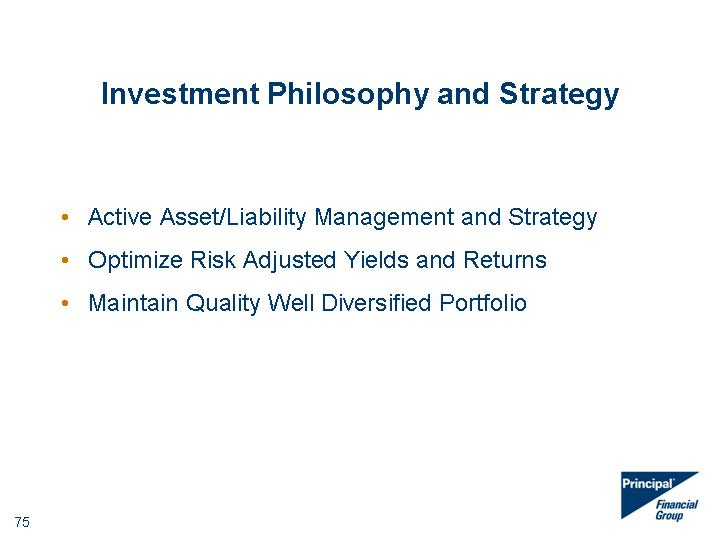 Investment Philosophy and Strategy
• Active Asset/Liability Management and Strategy
• Optimize Risk Adjusted Yields and Returns
• Maintain Quality Well Diversified Portfolio
75
Principal®
Financial
Group